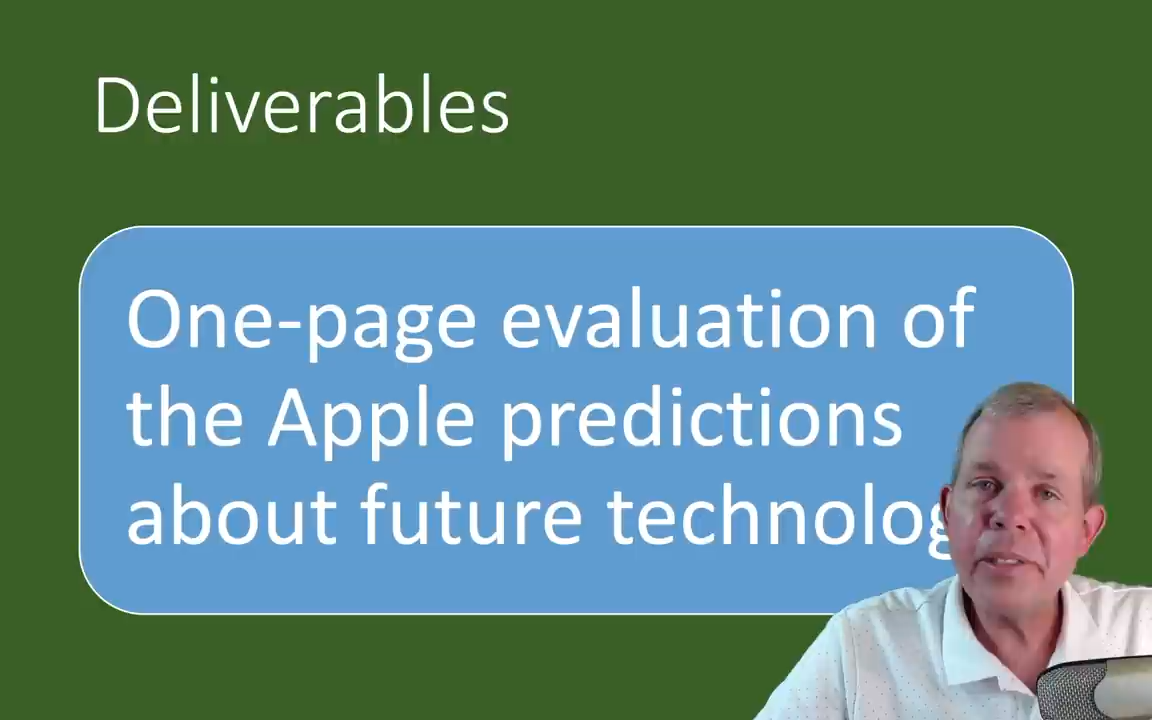 Deliverables
One-page evaluation of
the Apple predictions
about future technolog